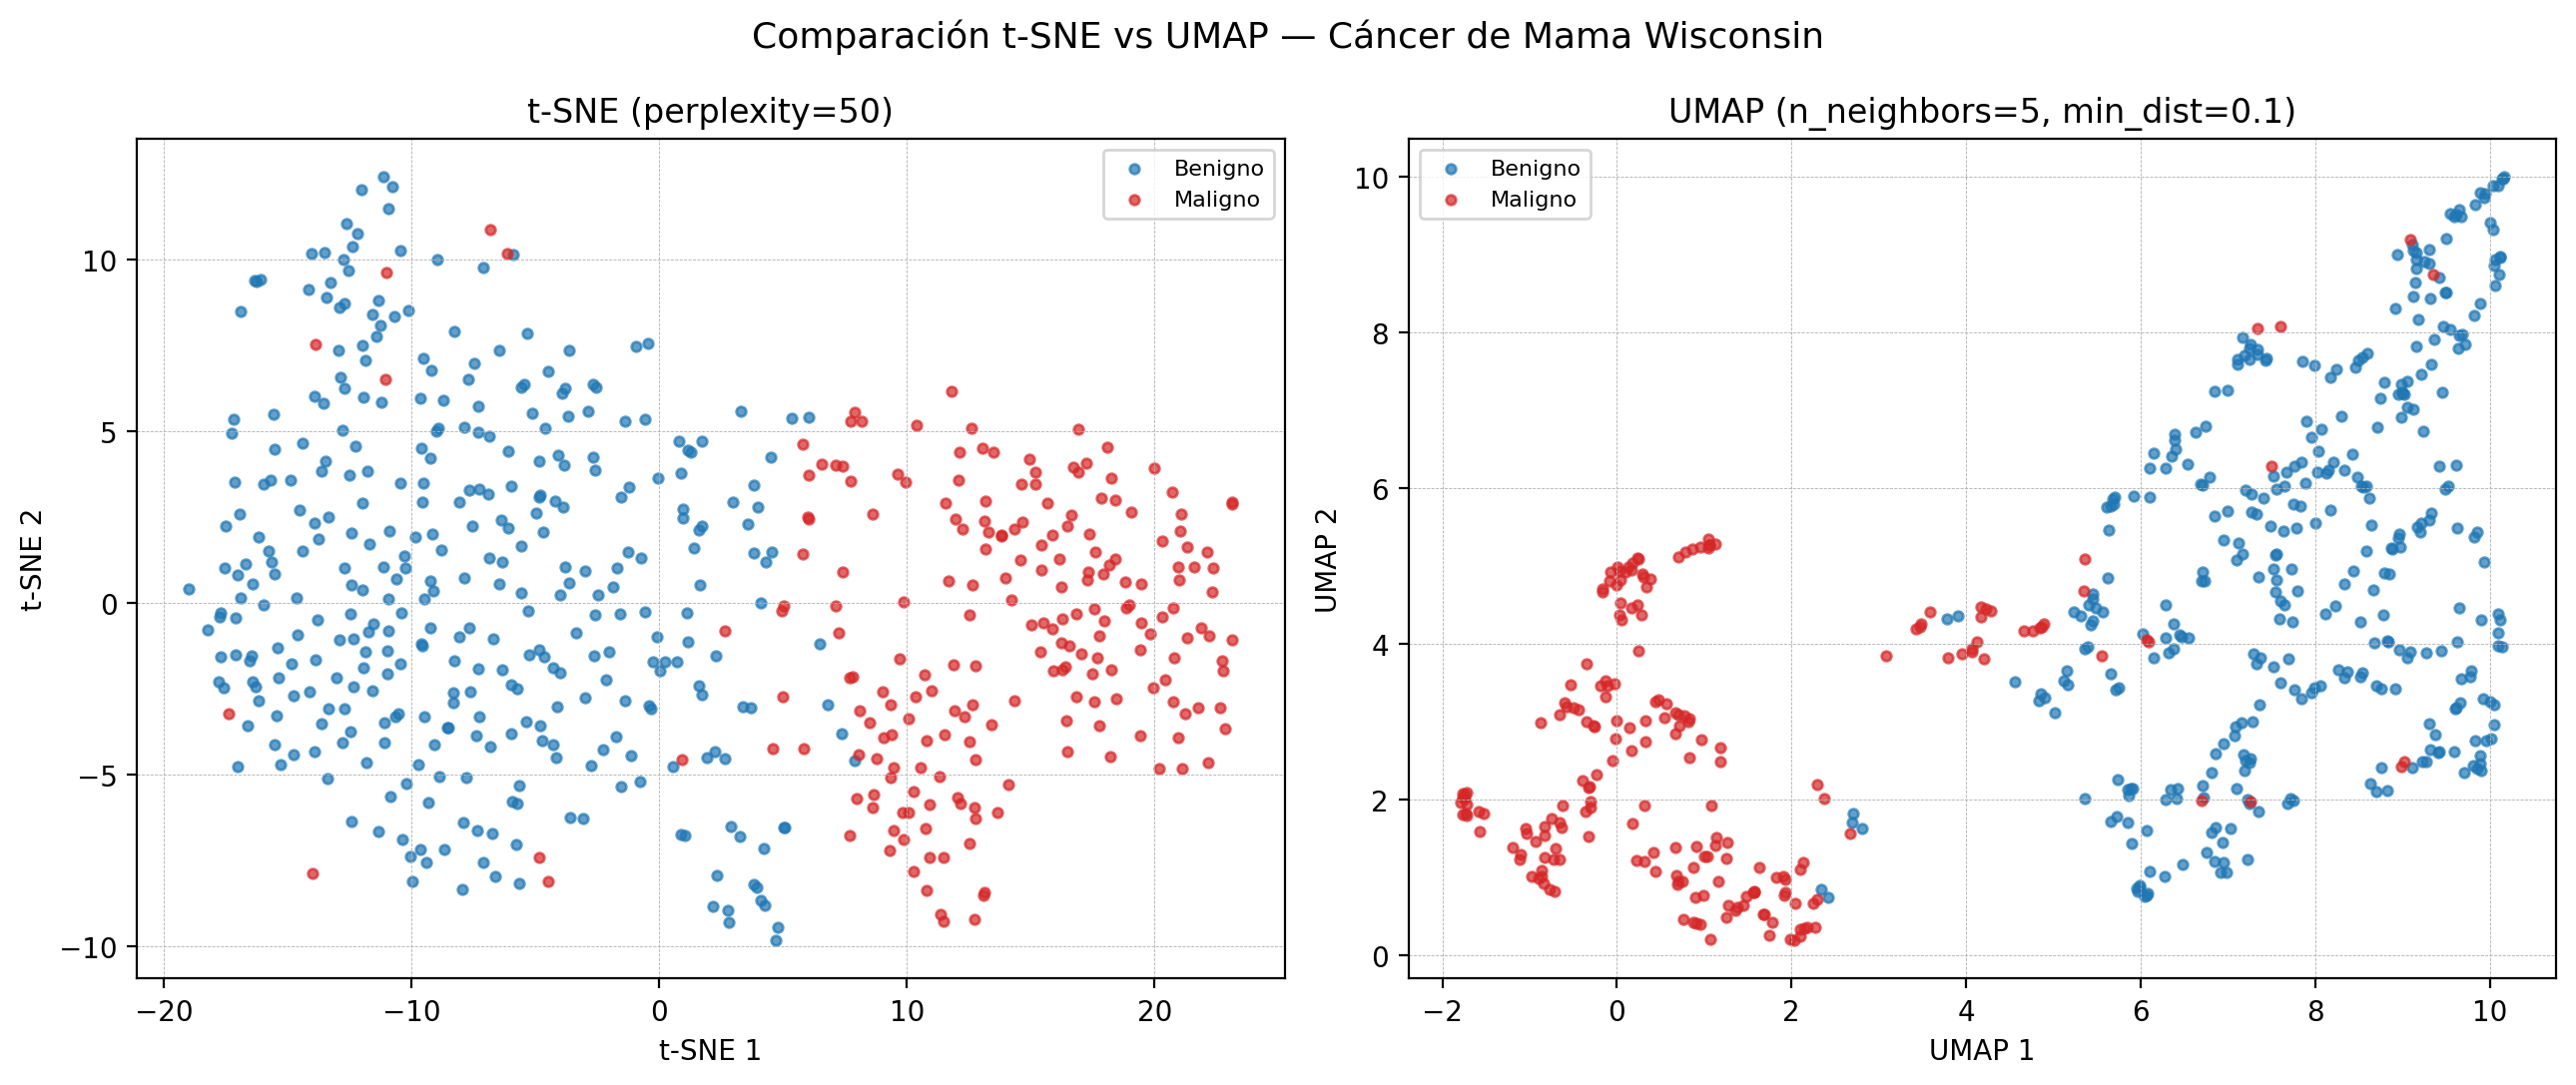 Comparación t-SNE vs UMAP — Cáncer de Mama Wisconsin
t-SNE (perplexity=50)
Benigno
Maligno
10
5
0
−5
−10
t-SNE 2
−20
−10
0
10
20
t-SNE 1
UMAP (n_neighbors=5, min_dist=0.1)
Benigno
Maligno
10
8
6
4
2
0
UMAP 2
−2
0
2
4
6
8
10
UMAP 1